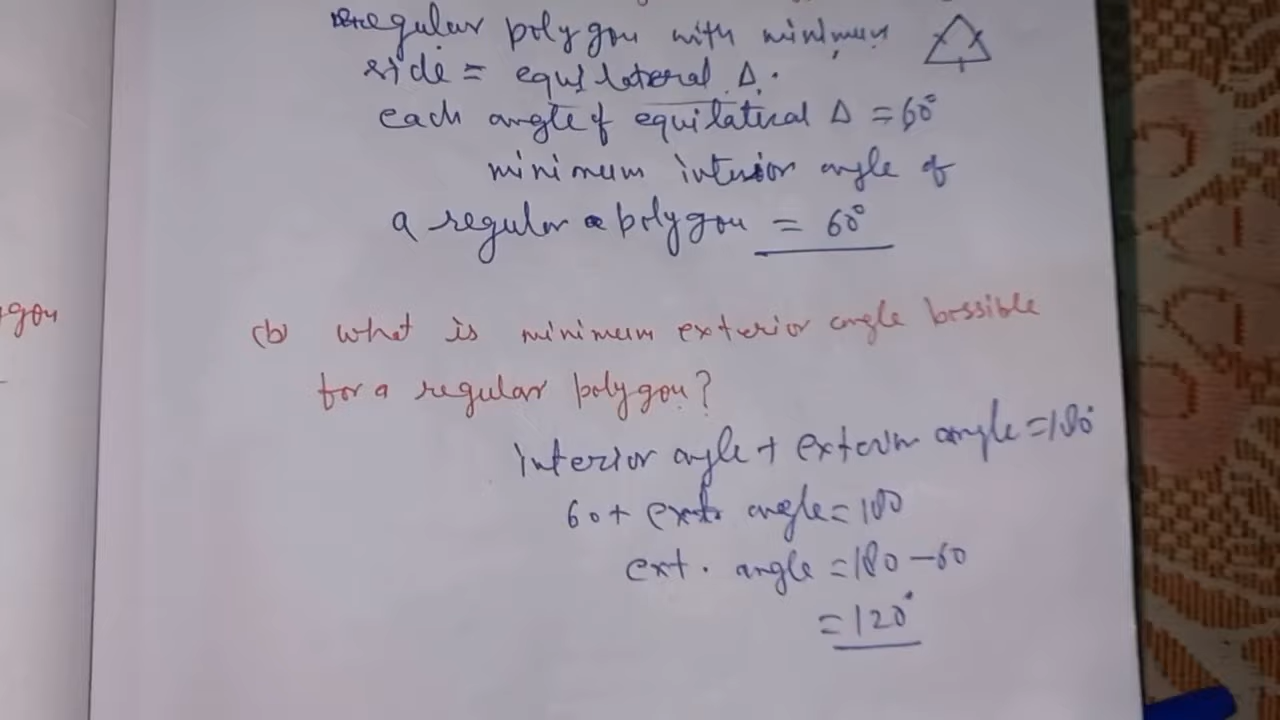 regular polygon with minimum
side = equilateral Δ.
each angle of equilateral Δ = 60°
minimum interior angle of
a regular polygon = 60°
gon
(b) What is minimum exterior angle possible
for a regular polygon?
interior angle + exterior angle = 180°
60 + ext. angle = 180
ext. angle = 180 - 60
= 120°